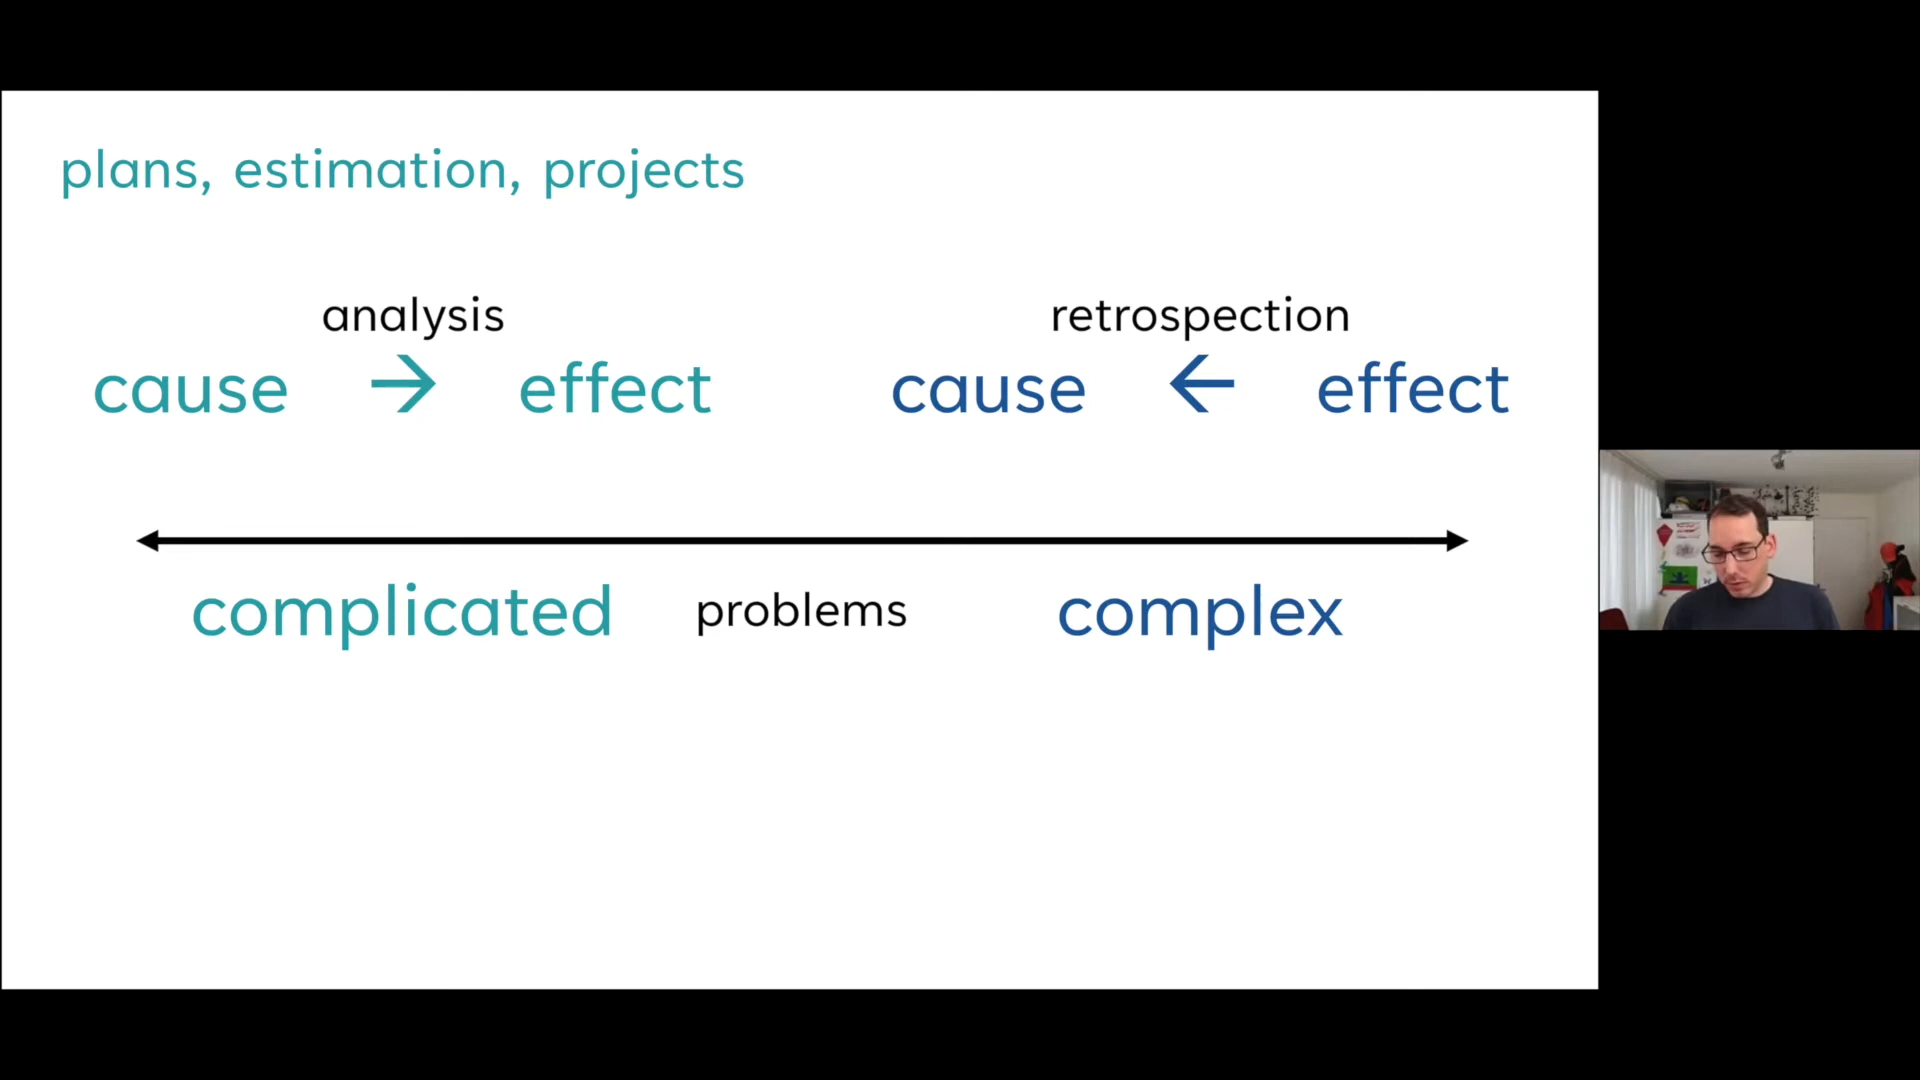 plans, estimation, projects
analysis
cause → effect
retrospection
cause ← effect
complicated problems complex